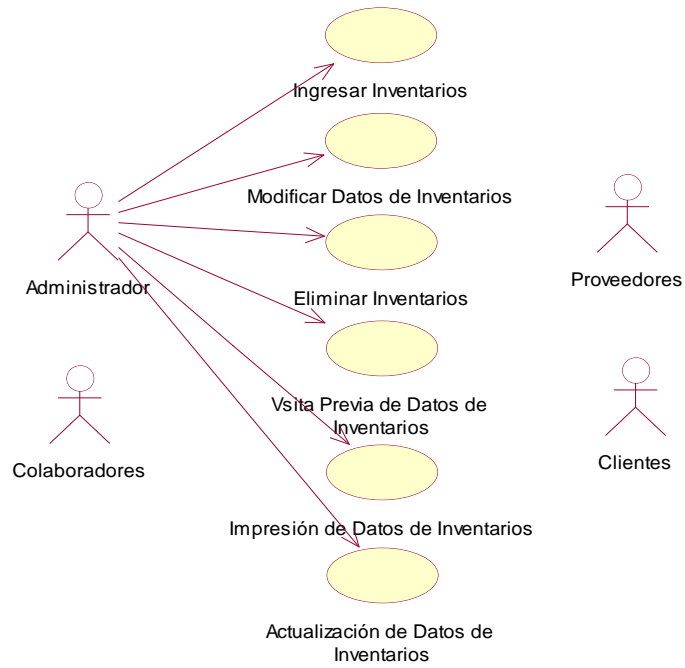 Ingresar Inventarios
Modificar Datos de Inventarios
Administrador
Proveedores
Eliminar Inventarios
Vsita Previa de Datos de
Inventarios
Colaboradores
Clientes
Impresión de Datos de Inventarios
Actualización de Datos de
Inventarios